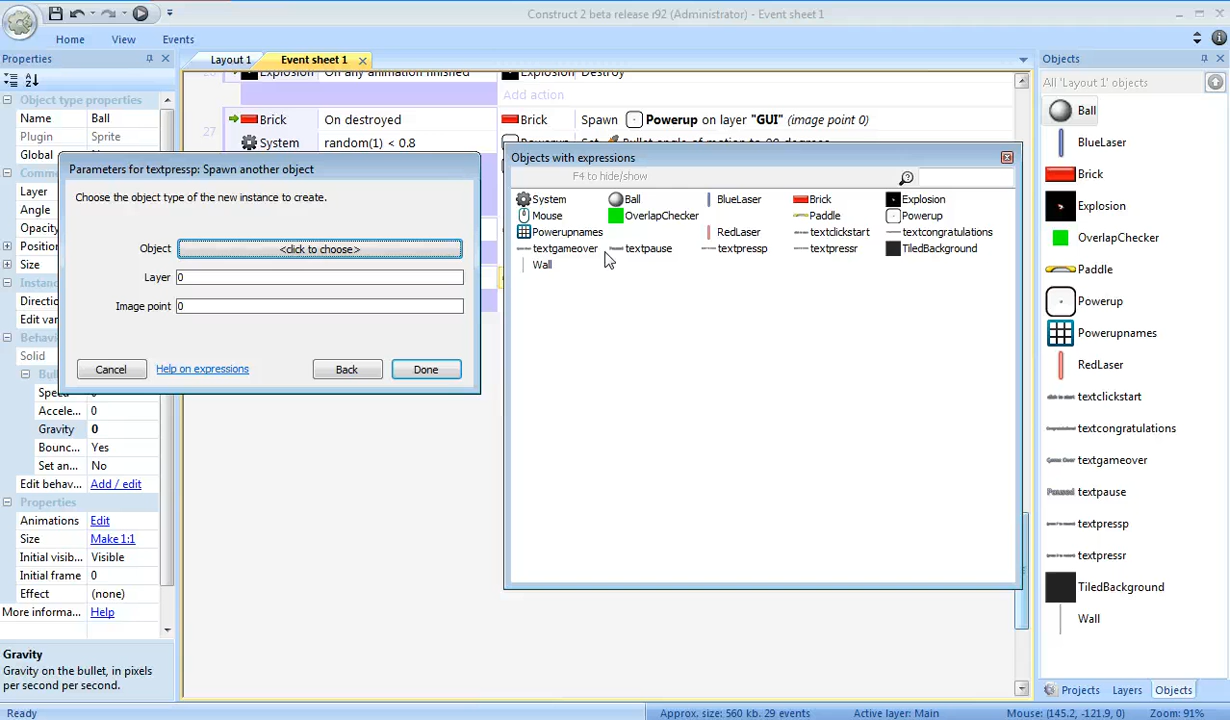 Construct 2 beta release r92 (Administrator) - Event sheet 1
Home View Events
Properties
Layout 1 Event sheet 1
Objects
Object type properties
Name Ball
Plugin Sprite
Global
Layer
Angle
Opacity
Position
Size
Edit var
Solid
Accele... 0
Gravity 0
Bounc... Yes
Set an... No
Edit behav... Add / edit
Properties
Animations Edit
Size Make 1:1
Initial visib... Visible
Initial frame 0
Effect (none)
More informa... Help
Gravity
Gravity on the bullet, in pixels
per second per second.
Explosion On any animation finished Explosion Destroy
Add action
27
Brick On destroyed Brick Spawn Powerup on layer "GUI" (image point 0)
System random(1) < 0.8
Parameters for textpressp: Spawn another object
Choose the object type of the new instance to create.
Object <click to choose>
Layer 0
Image point 0
Cancel Help on expressions Back Done
Objects with expressions
F4 to hide/show
System Ball BlueLaser Brick Explosion
Mouse OverlapChecker Paddle Powerup
Powerupnames RedLaser textclickstart textcongratulations
textgameover textpause textpressp textpressr TiledBackground
Wall
All 'Layout 1' objects
Ball
BlueLaser
Brick
Explosion
OverlapChecker
Paddle
Powerup
Powerupnames
RedLaser
textclickstart
textcongratulations
textgameover
textpause
textpressp
textpressr
TiledBackground
Wall
Projects Layers Objects
Ready Approx. size: 560 kb. 29 events Active layer: Main Mouse: (145.2, -121.9, 0) Zoom: 91%